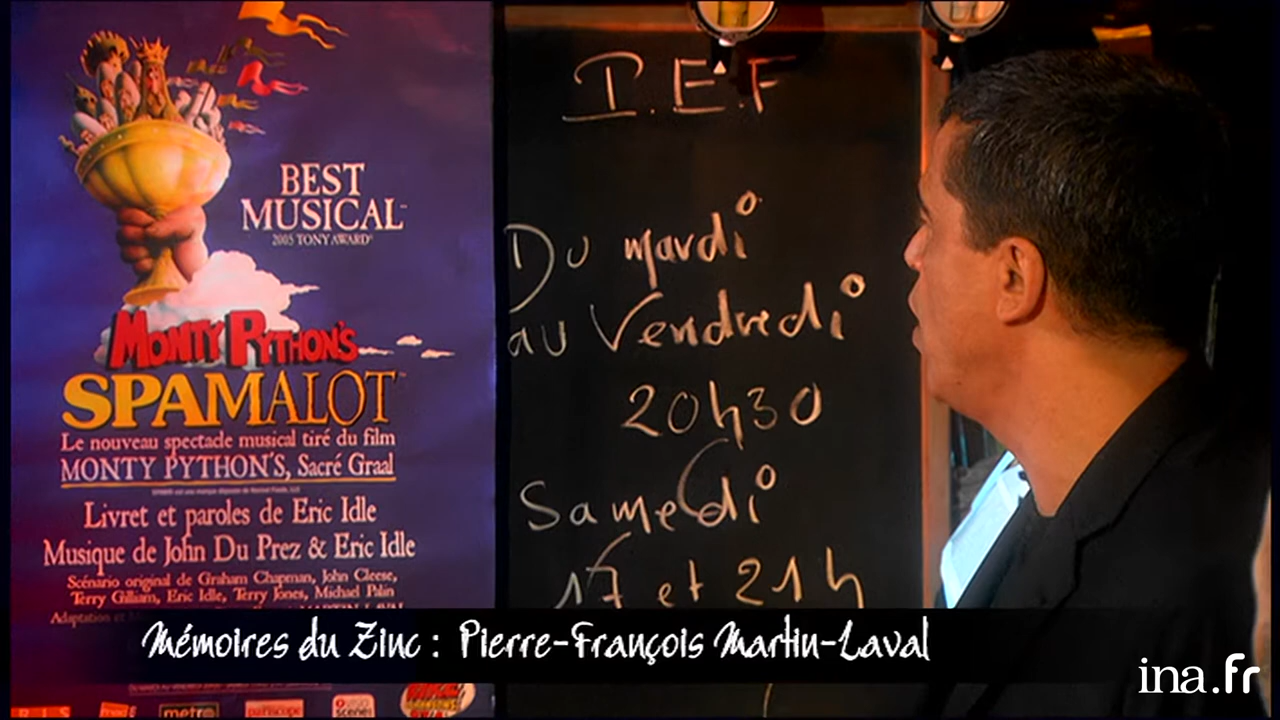 BEST
MUSICAL
2005 TONY AWARD
MONTY PYTHON'S
SPAMALOT
Le nouveau spectacle musical tiré du film
MONTY PYTHON'S, Sacré Graal
Livret et paroles de Eric Idle
Musique de John Du Prez & Eric Idle
Scénario original de Graham Chapman, John Cleese,
Terry Gilliam, Eric Idle, Terry Jones, Michael Palin
Adaptation et
P.E.F
Du mardi
au Vendredi
20h30
Samedi
17 et 21h
Mémoires du Zinc : Pierre-François Martin-Laval
metro
ina.fr